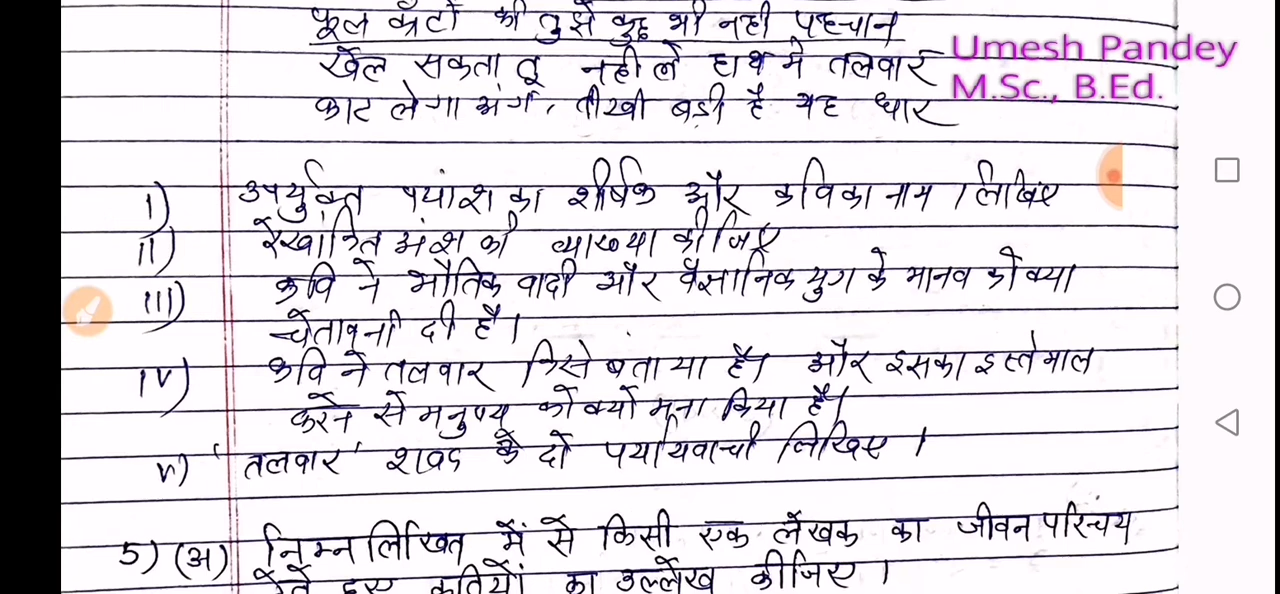 फूल काँटों की तुझे कुछ भी नही पहचान
खेल सकता तू नही ले हाथ मे तलवार
काट लेगा अंग, तीखी बड़ी है यह धार
Umesh Pandey
M.Sc., B.Ed.
I) उपर्युक्त पद्यांश का शीर्षक और कवि का नाम लिखिए
II) रेखांकित अंश की व्याख्या कीजिए
III) कवि ने भौतिक वादी और वैज्ञानिक युग के मानव को क्या
चेतावनी दी है।
IV) कवि ने तलवार किसे बताया है। और इसका इस्तेमाल
करने से मनुष्य को क्यों मना किया है।
V) 'तलवार' शब्द के दो पर्यायवाची लिखिए।
5) (अ) निम्नलिखित में से किसी एक लेखक का जीवन परिचय
देते हुए कृतियों का उल्लेख कीजिए।